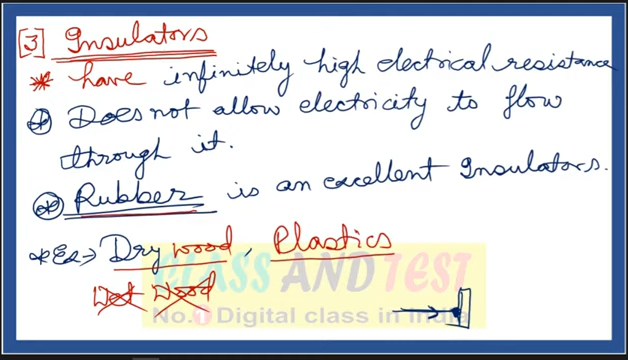 [3] Insulators
* have infinitely high electrical resistance
* Does not allow electricity to flow
through it.
* Rubber is an excellent Insulators.
* Ex ⇒ Dry wood, Plastics
CLASS AND TEST
Wet Wood
No.1 Digital class in India